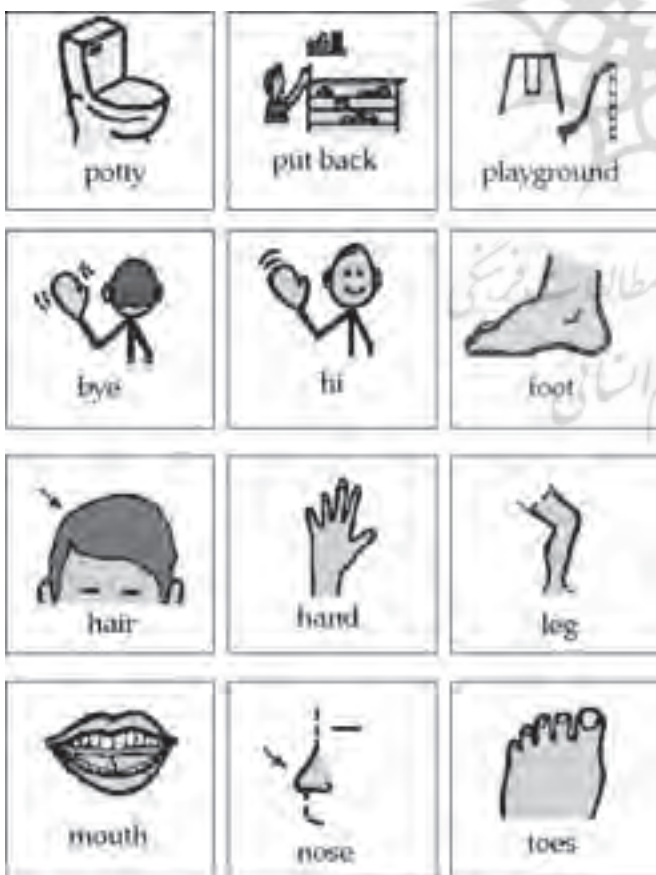 potty
put back
playground
bye
hi
foot
hair
hand
leg
mouth
nose
toes